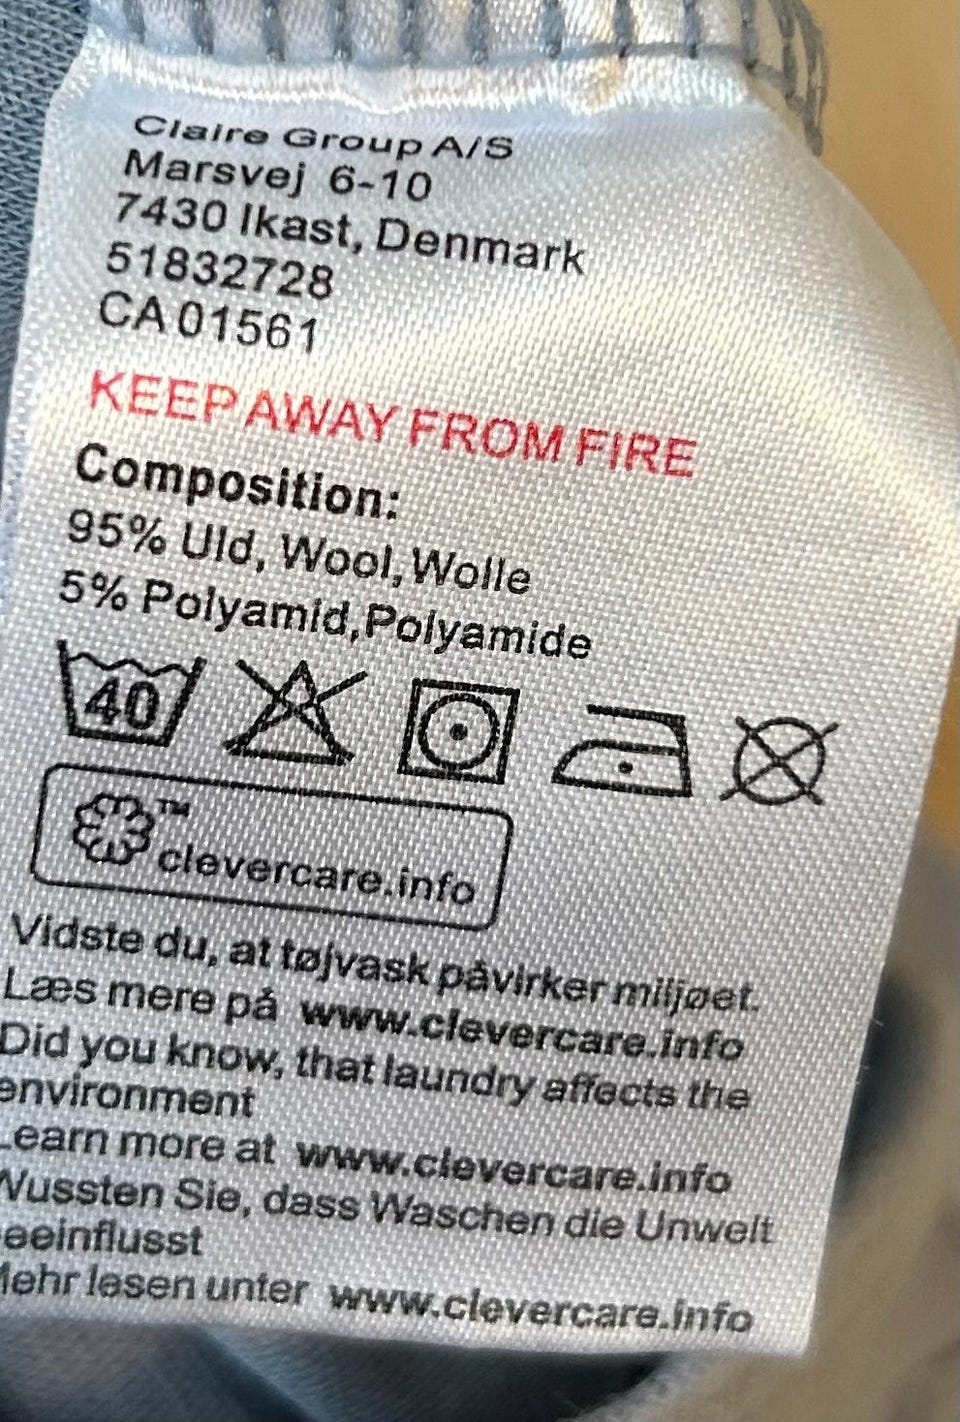 Claire Group A/S
Marsvej 6-10
7430 Ikast, Denmark
51832728
CA 01561
KEEP AWAY FROM FIRE
Composition:
95% Uld, Wool, Wolle
5% Polyamid, Polyamide
40
™ clevercare.info
Vidste du, at tøjvask påvirker miljøet.
Læs mere på www.clevercare.info
Did you know, that laundry affects the
environment
Learn more at www.clevercare.info
Wussten Sie, dass Waschen die Unwelt
eeinflusst
Mehr lesen unter www.clevercare.info